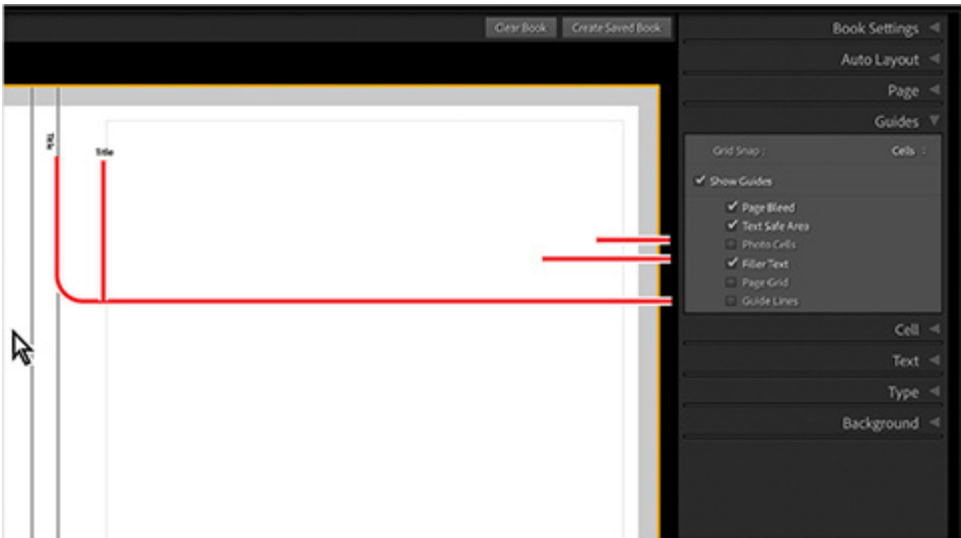 Clear Book Create Saved Book
Book Settings
Auto Layout
Page
Guides
Grid Snap : Cells
Show Guides
Page Bleed
Text Safe Area
Photo Cells
Filler Text
Page Grid
Guide Lines
Cell
Text
Type
Background
Title
Title